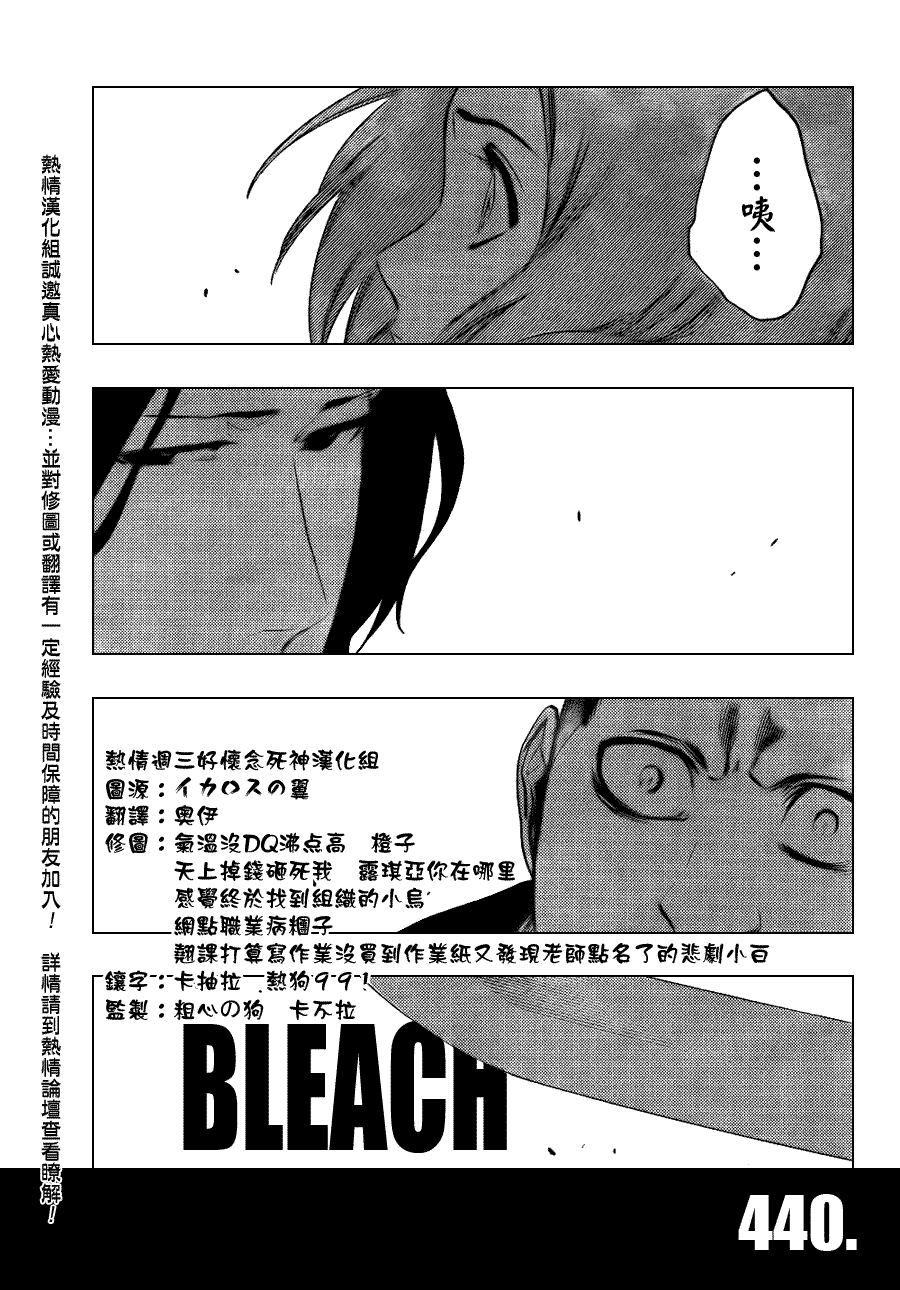 …咦…
熱情漢化組誠邀真心熱愛動漫…並對修圖或翻譯有一定經驗及時間保障的朋友加入！ 詳情請到熱情論壇查看瞭解！
熱情週三好懷念死神漢化組
圖源：イカロスの翼
翻譯：奧伊
修圖：氣溫沒DQ沸点高 橙子
天上掉錢砸死我 露琪亞你在哪里
感覺終於找到組織的小烏
網點職業病糰子
翹課打算寫作業沒買到作業紙又發現老師點名了的悲劇小白
鑲字：卡抽拉 熱狗991
監製：粗心の狗 卡不拉
BLEACH
440.